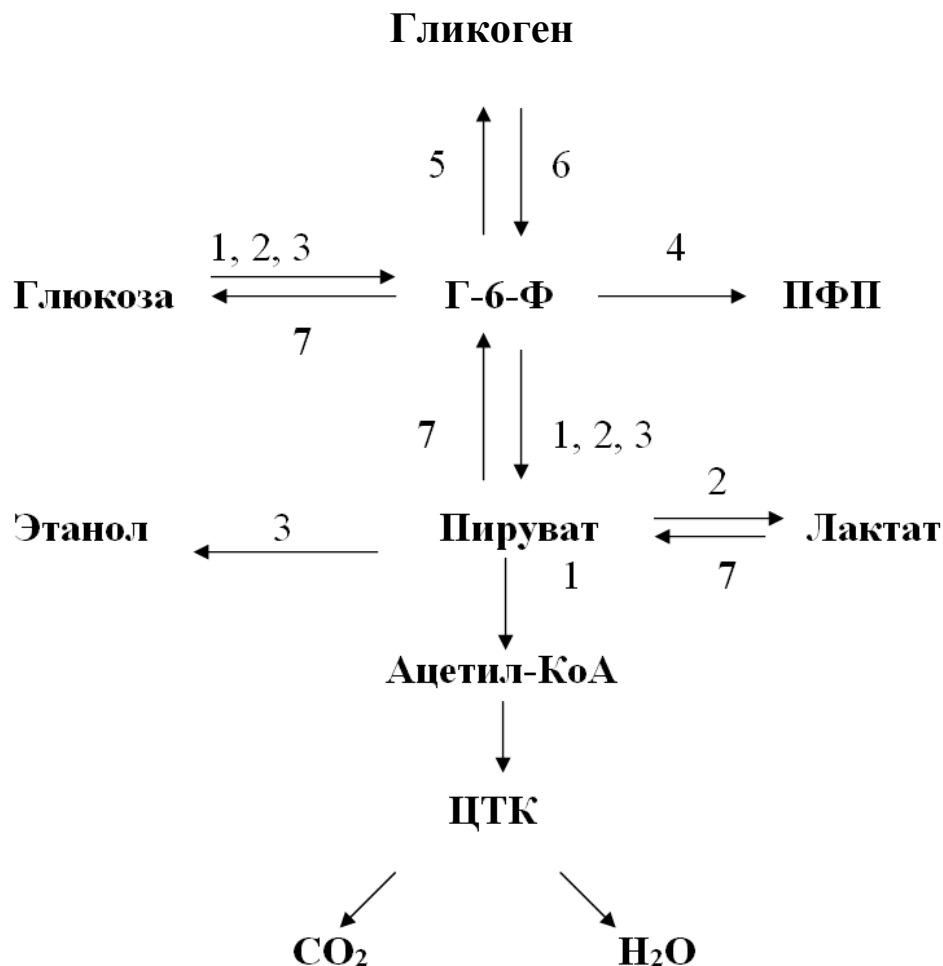 Гликоген
5 6
1, 2, 3 4
Глюкоза Г-6-Ф ПФП
7
7 1, 2, 3
2
Этанол 3 Пируват Лактат
1 7
Ацетил-КоА
ЦТК
CO₂ H₂O